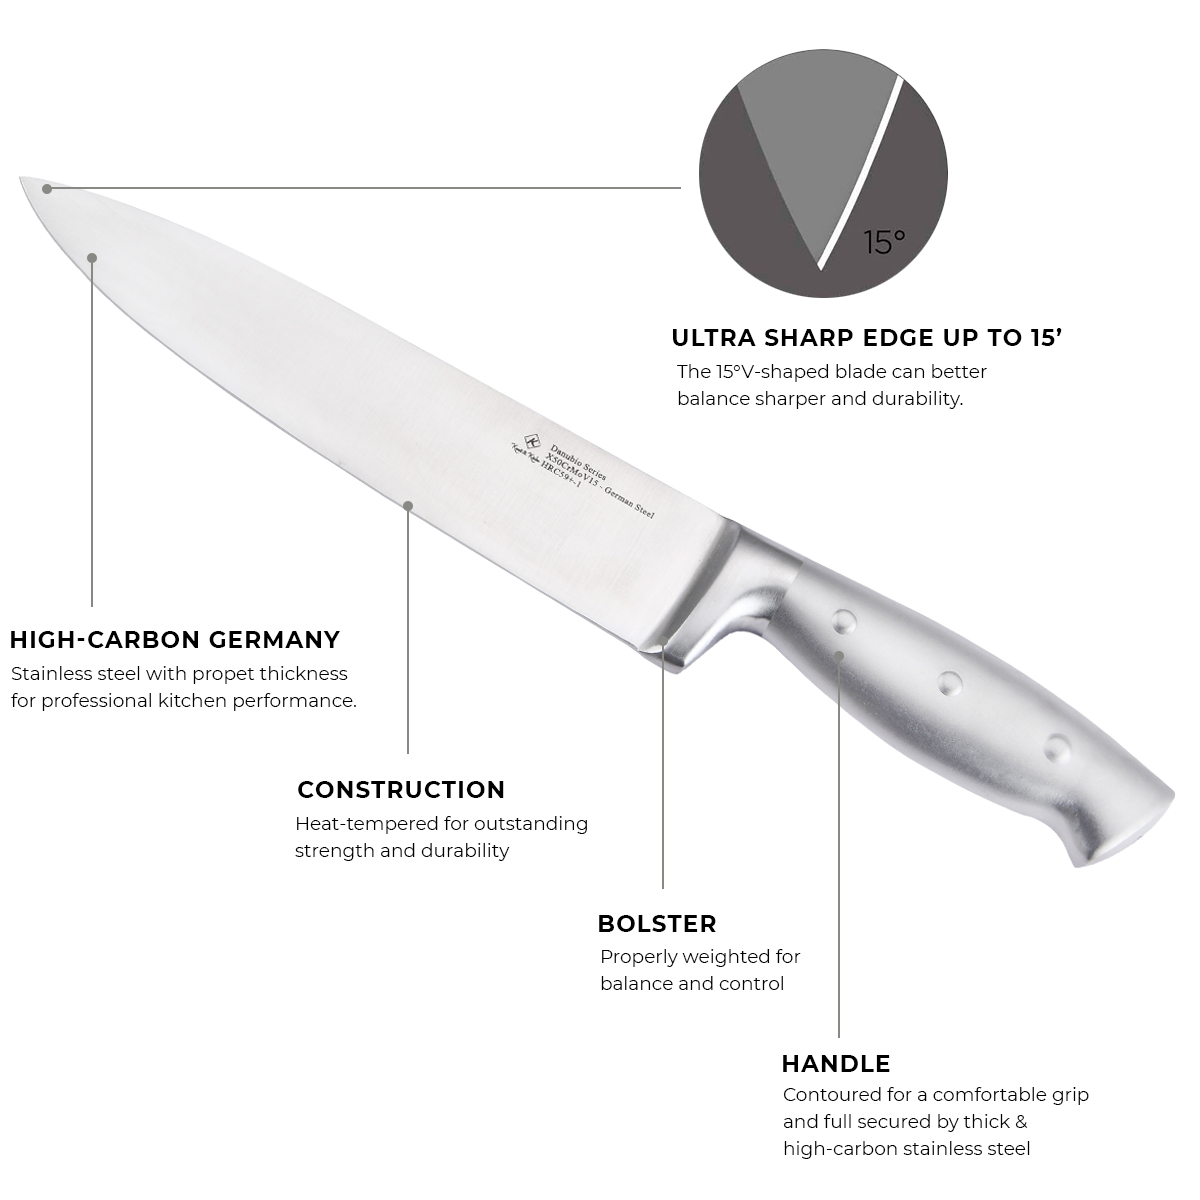 15°
ULTRA SHARP EDGE UP TO 15’
The 15°V-shaped blade can better
balance sharper and durability.
Danubio Series
X50CrMoV15 - German Steel
HRC59+-1
HIGH-CARBON GERMANY
Stainless steel with propet thickness
for professional kitchen performance.
CONSTRUCTION
Heat-tempered for outstanding
strength and durability
BOLSTER
Properly weighted for
balance and control
HANDLE
Contoured for a comfortable grip
and full secured by thick &
high-carbon stainless steel